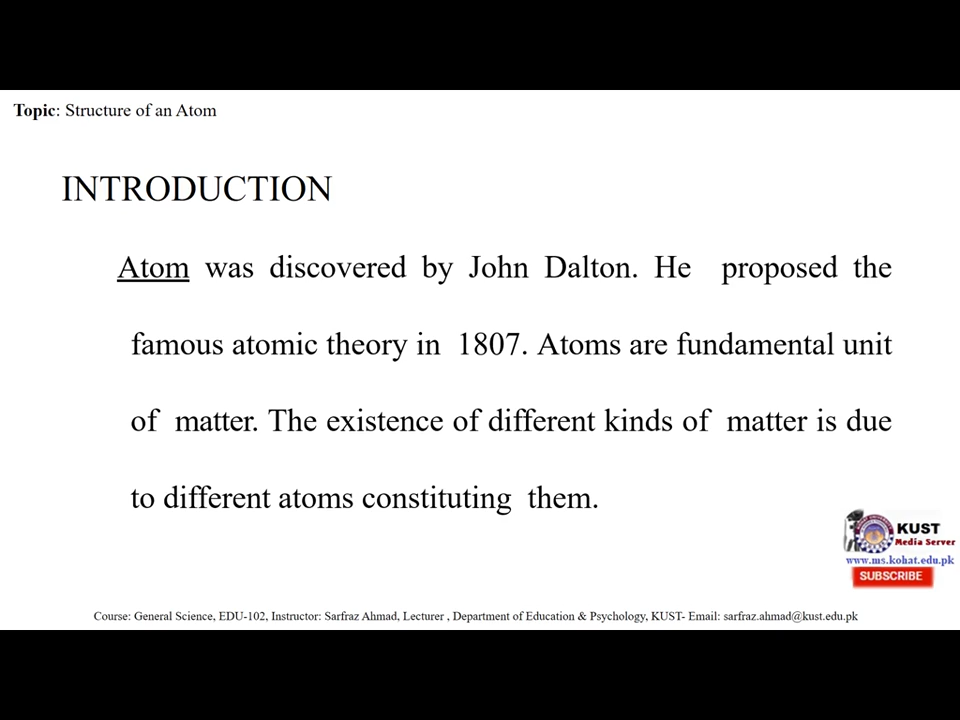 Topic: Structure of an Atom
INTRODUCTION
Atom was discovered by John Dalton. He proposed the
famous atomic theory in 1807. Atoms are fundamental unit
of matter. The existence of different kinds of matter is due
to different atoms constituting them.
KUST
Media Server
www.ms.kohat.edu.pk
SUBSCRIBE
Course: General Science, EDU-102, Instructor: Sarfraz Ahmad, Lecturer , Department of Education & Psychology, KUST- Email: sarfraz.ahmad@kust.edu.pk